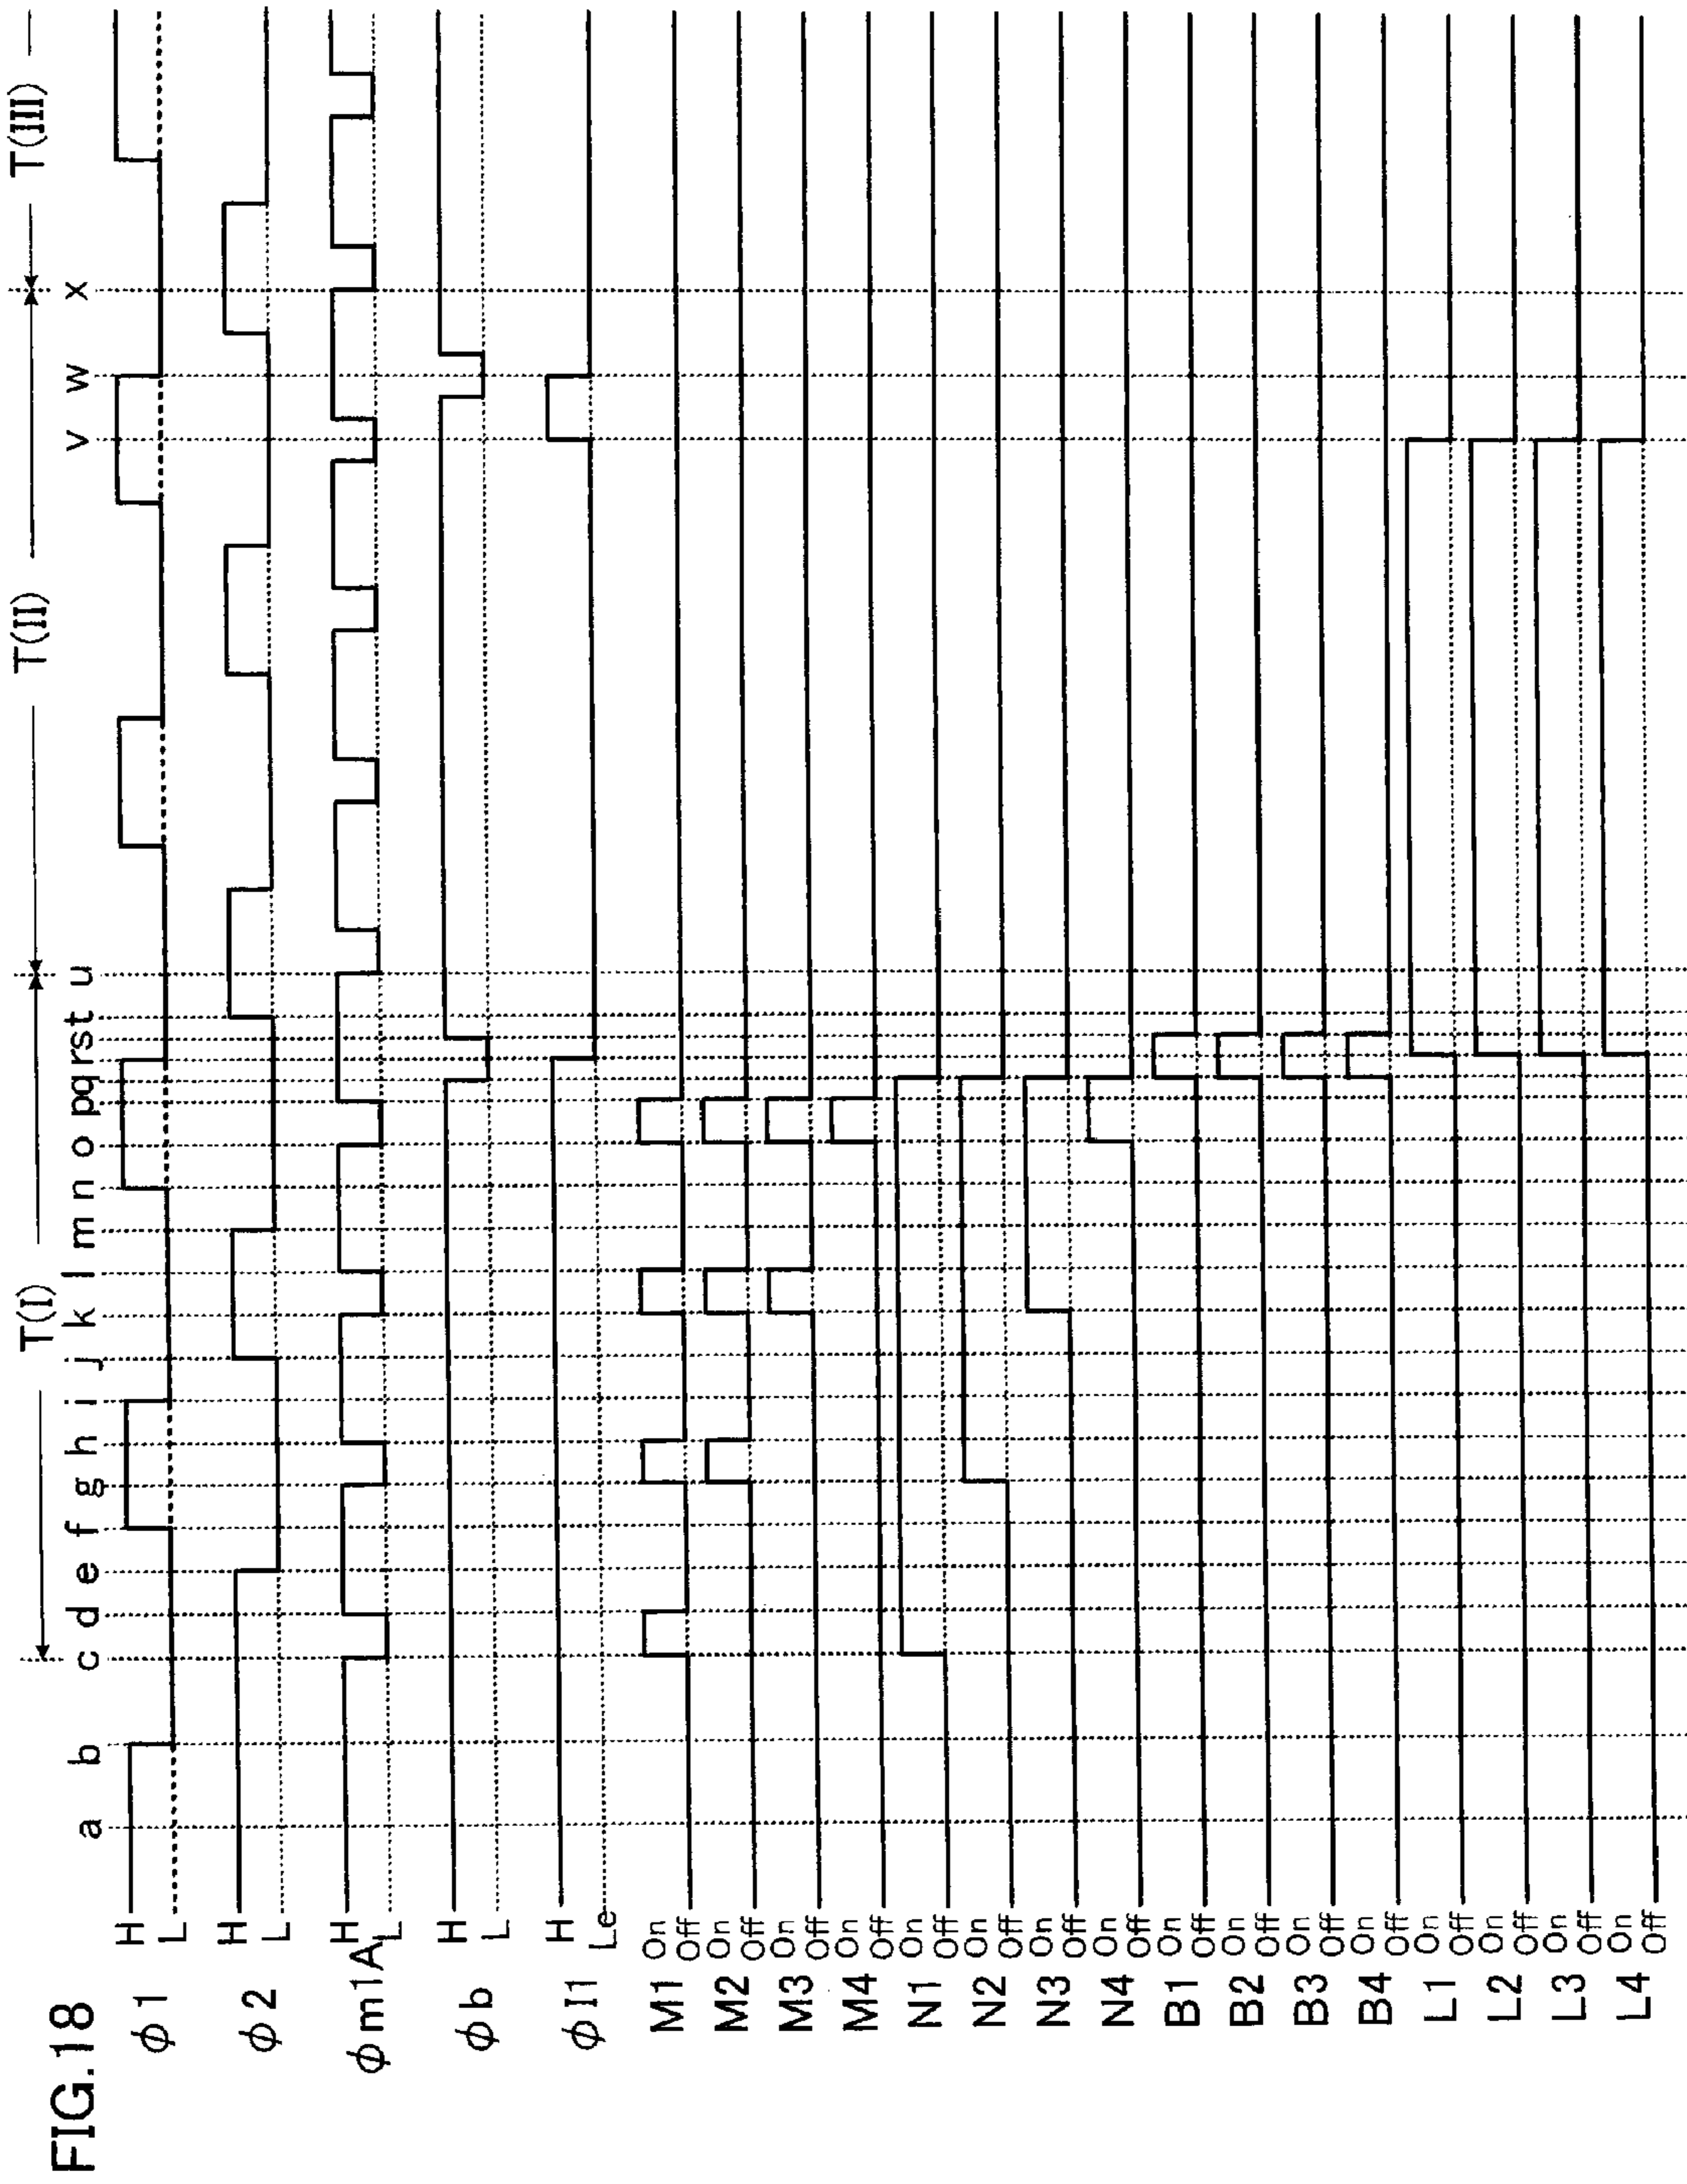 FIG.18
T(I) T(II) T(III)
a b c d e f g h i j k l m n o p q r s t u v w x
φ1 H L
φ2 H L
φm1A H L
φb H L
φI1 H Le
M1 On Off
M2 On Off
M3 On Off
M4 On Off
N1 On Off
N2 On Off
N3 On Off
N4 On Off
B1 On Off
B2 On Off
B3 On Off
B4 On Off
L1 On Off
L2 On Off
L3 On Off
L4 On Off